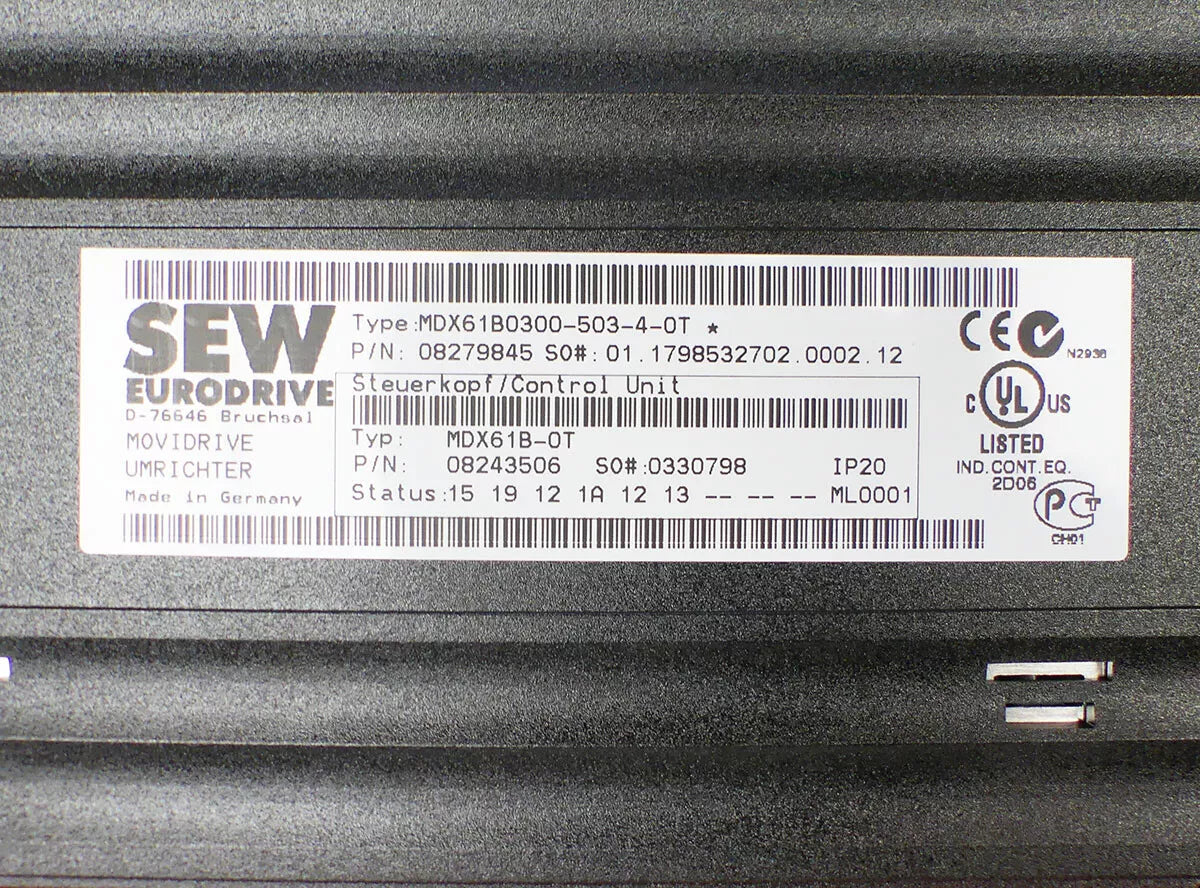 SEW
EURODRIVE
D-76646 Bruchsal
MOVIDRIVE
UMRICHTER
Made in Germany
Type:MDX61B0300-503-4-0T *
P/N: 08279845 SO#: 01.1798532702.0002.12
Steuerkopf/Control Unit
Typ: MDX61B-0T
P/N: 08243506 SO#:0330798 IP20
Status:15 19 12 1A 12 13 -- -- -- ML0001
CE
N2936
C UL US
LISTED
IND.CONT.EQ.
2D06
PCT
CH01